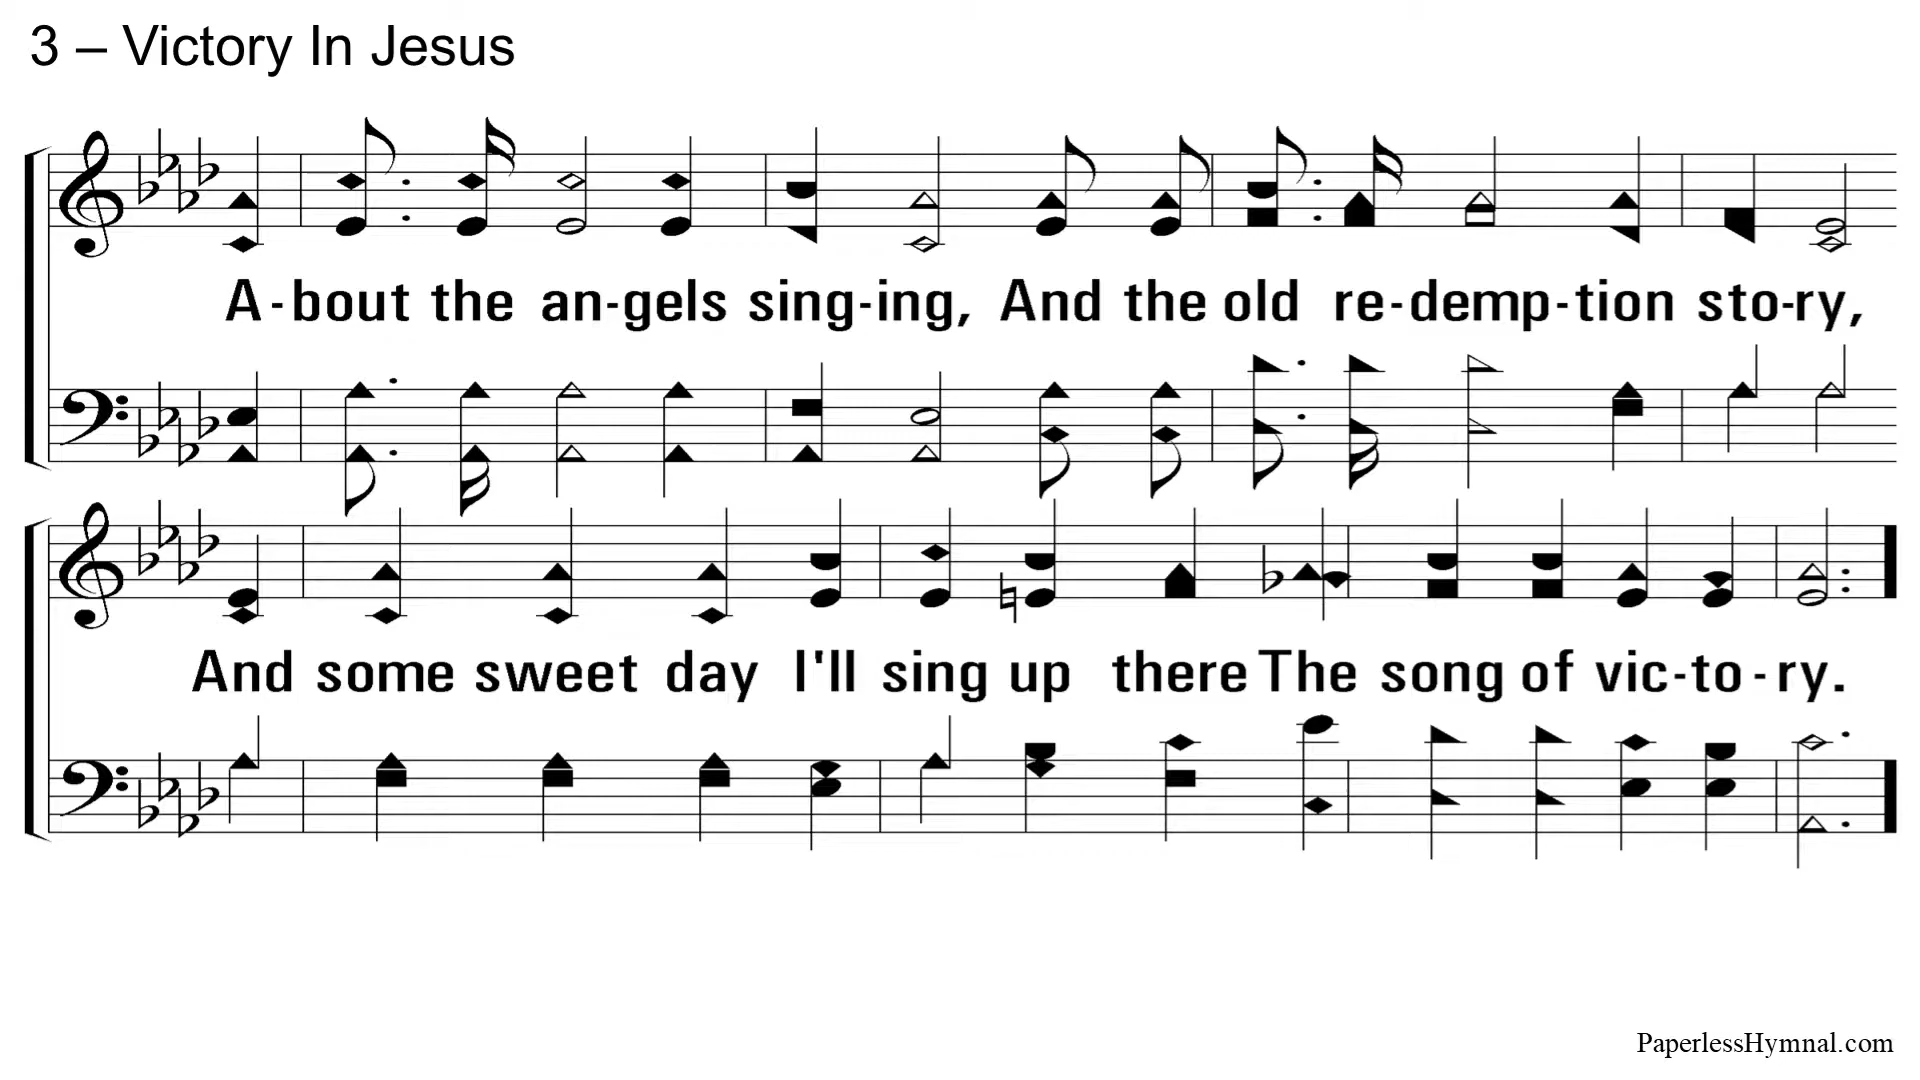 3 – Victory In Jesus
A - bout the an-gels sing-ing, And the old re-demp-tion sto-ry,
And some sweet day I'll sing up there The song of vic-to - ry.
PaperlessHymnal.com